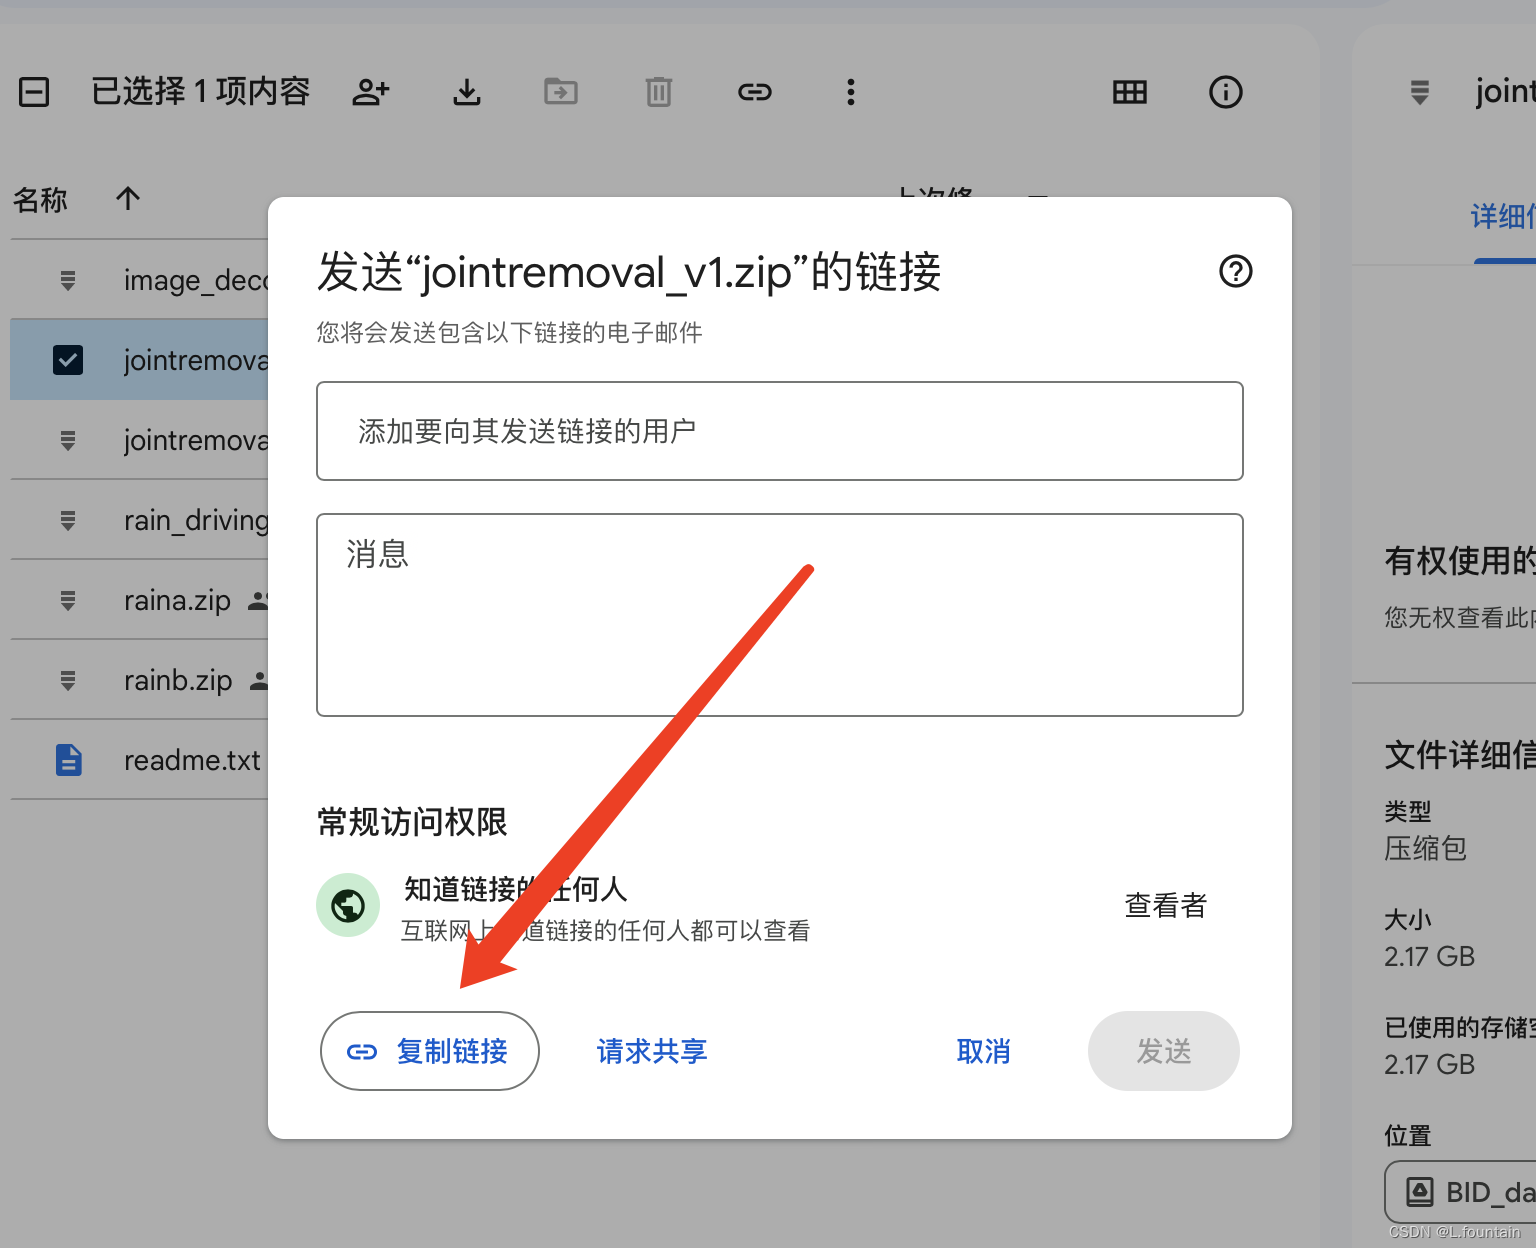 已选择 1 项内容
joint
名称
详细信
image_deco
jointremova
jointremova
rain_driving
raina.zip
rainb.zip
readme.txt
发送“jointremoval_v1.zip”的链接
您将会发送包含以下链接的电子邮件
添加要向其发送链接的用户
消息
常规访问权限
知道链接的任何人
互联网上知道链接的任何人都可以查看
查看者
复制链接
请求共享
取消
发送
有权使用的
您无权查看此内
文件详细信
类型
压缩包
大小
2.17 GB
已使用的存储空
2.17 GB
位置
BID_da
CSDN @L.fountain